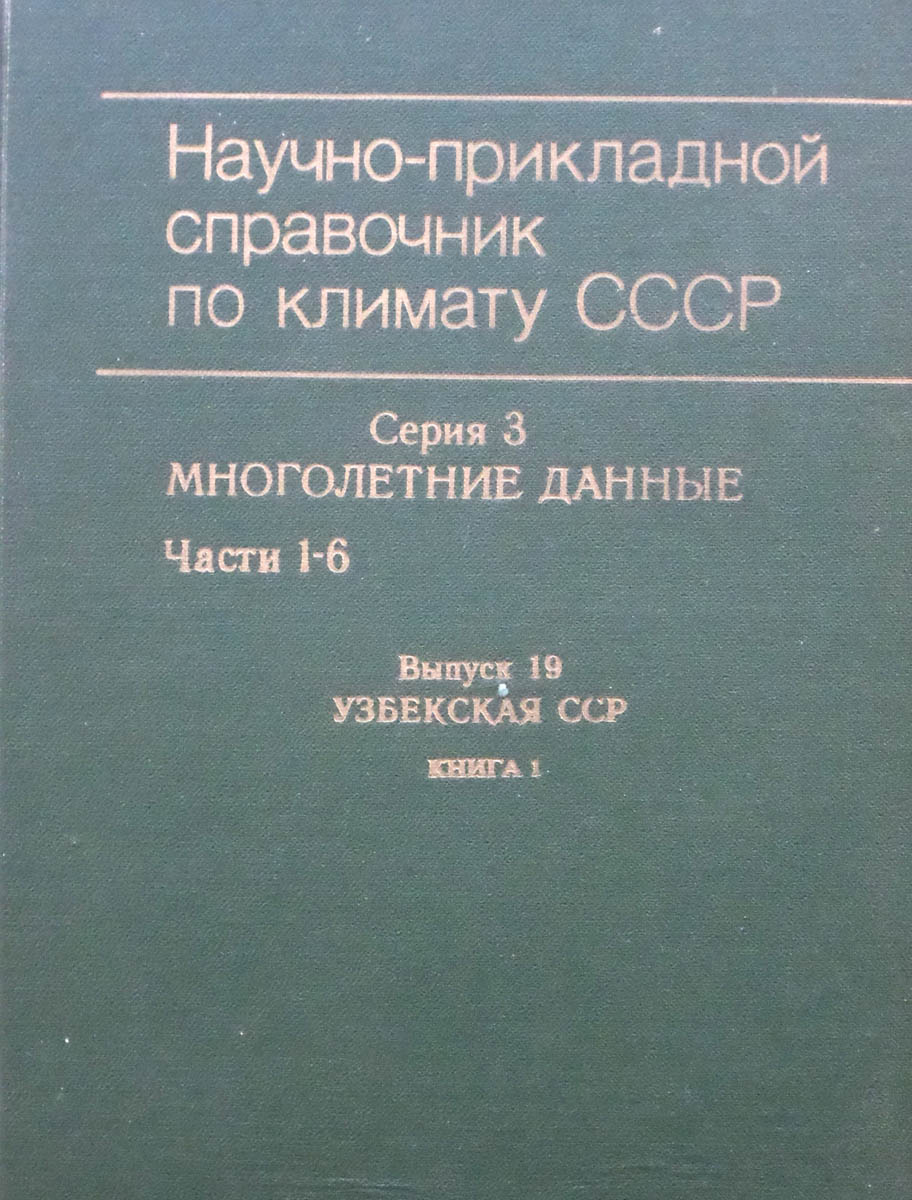 Научно-прикладной
справочник
по климату СССР
Серия 3
МНОГОЛЕТНИЕ ДАННЫЕ
Части 1-6
Выпуск 19
УЗБЕКСКАЯ ССР
КНИГА 1